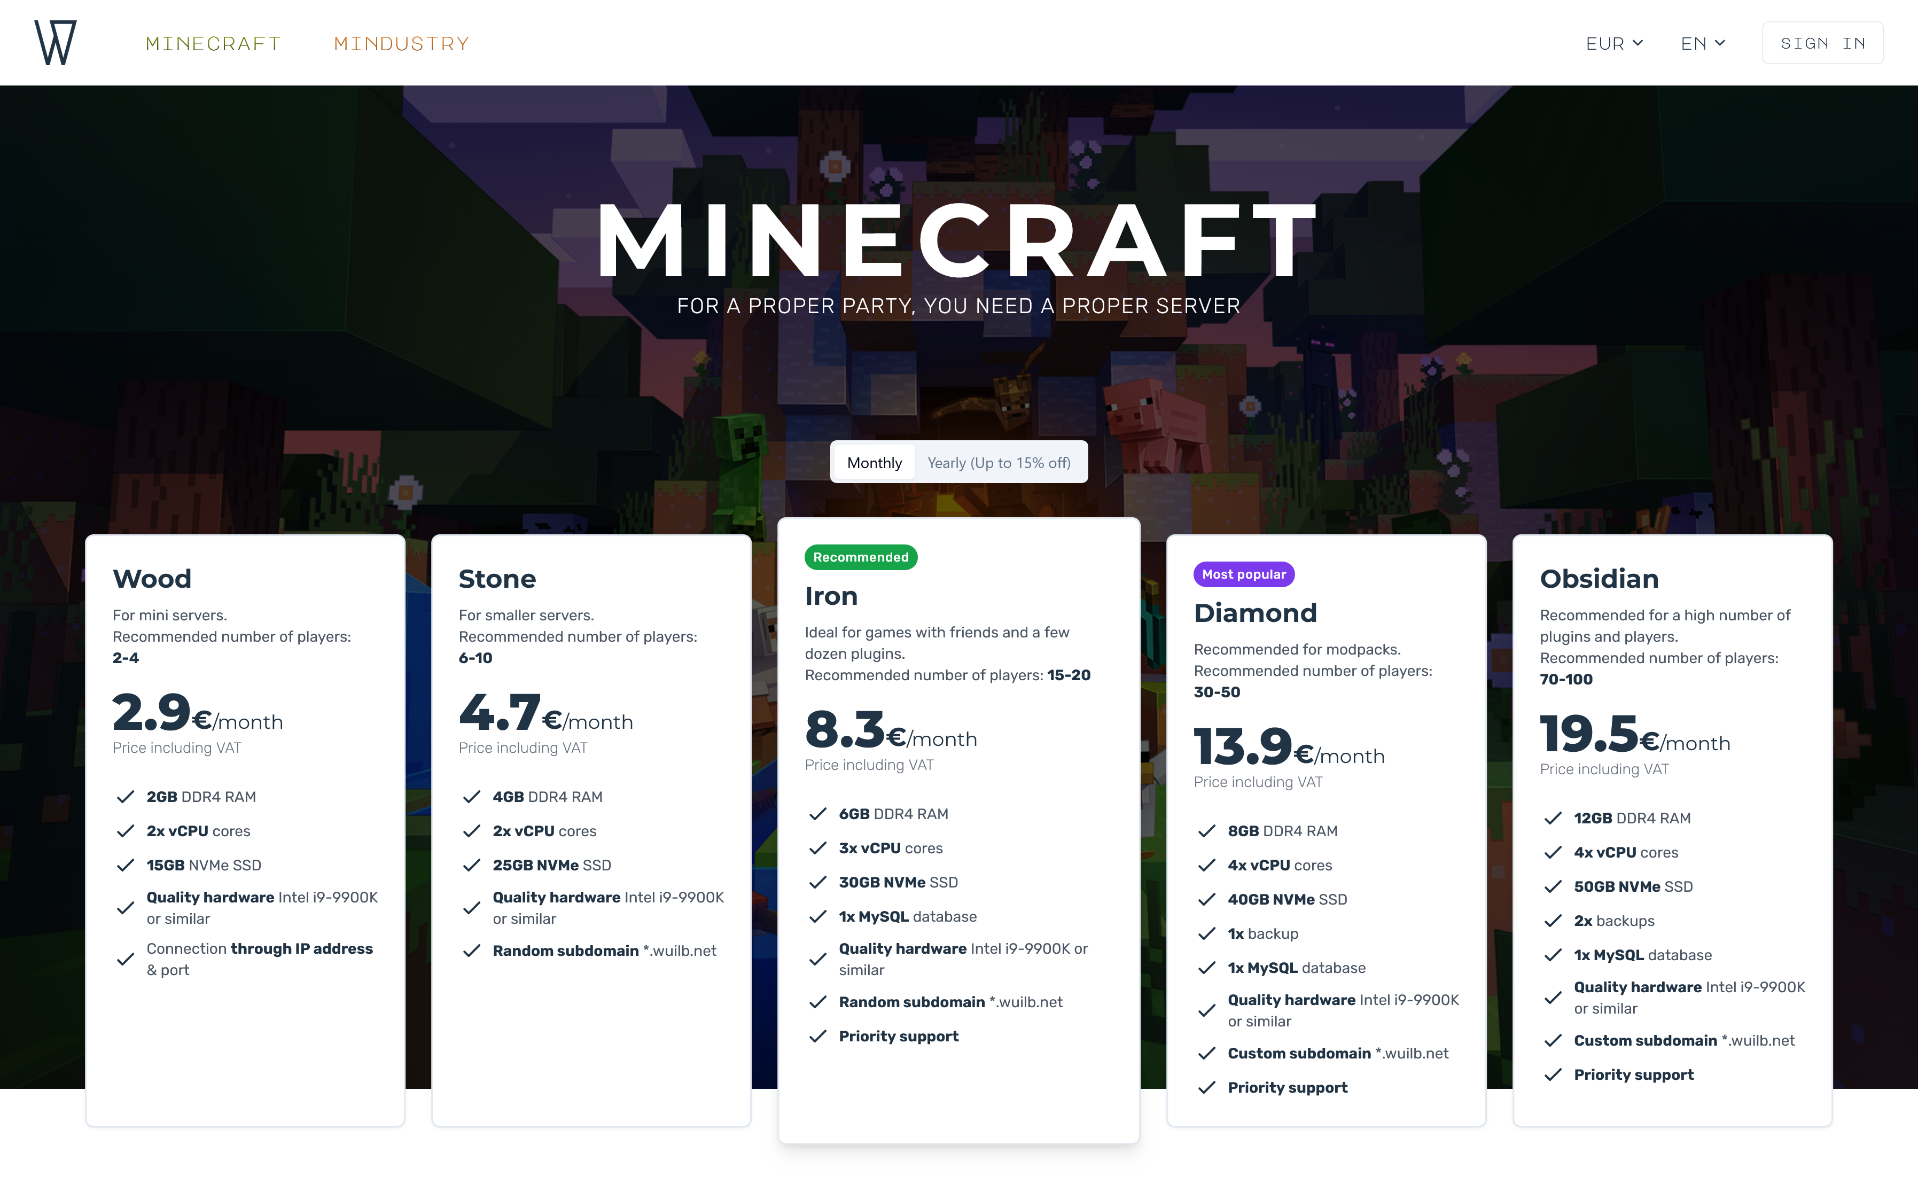 W
MINECRAFT
MINDUSTRY
EUR
EN
SIGN IN
MINECRAFT
FOR A PROPER PARTY, YOU NEED A PROPER SERVER
Monthly
Yearly (Up to 15% off)
Wood
For mini servers.
Recommended number of players:
2-4
2.9€/month
Price including VAT
2GB DDR4 RAM
2x vCPU cores
15GB NVMe SSD
Quality hardware Intel i9-9900K
or similar
Connection through IP address
& port
Stone
For smaller servers.
Recommended number of players:
6-10
4.7€/month
Price including VAT
4GB DDR4 RAM
2x vCPU cores
25GB NVMe SSD
Quality hardware Intel i9-9900K
or similar
Random subdomain *.wuilb.net
Recommended
Iron
Ideal for games with friends and a few
dozen plugins.
Recommended number of players: 15-20
8.3€/month
Price including VAT
6GB DDR4 RAM
3x vCPU cores
30GB NVMe SSD
1x MySQL database
Quality hardware Intel i9-9900K or
similar
Random subdomain *.wuilb.net
Priority support
Most popular
Diamond
Recommended for modpacks.
Recommended number of players:
30-50
13.9€/month
Price including VAT
8GB DDR4 RAM
4x vCPU cores
40GB NVMe SSD
1x backup
1x MySQL database
Quality hardware Intel i9-9900K
or similar
Custom subdomain *.wuilb.net
Priority support
Obsidian
Recommended for a high number of
plugins and players.
Recommended number of players:
70-100
19.5€/month
Price including VAT
12GB DDR4 RAM
4x vCPU cores
50GB NVMe SSD
2x backups
1x MySQL database
Quality hardware Intel i9-9900K
or similar
Custom subdomain *.wuilb.net
Priority support